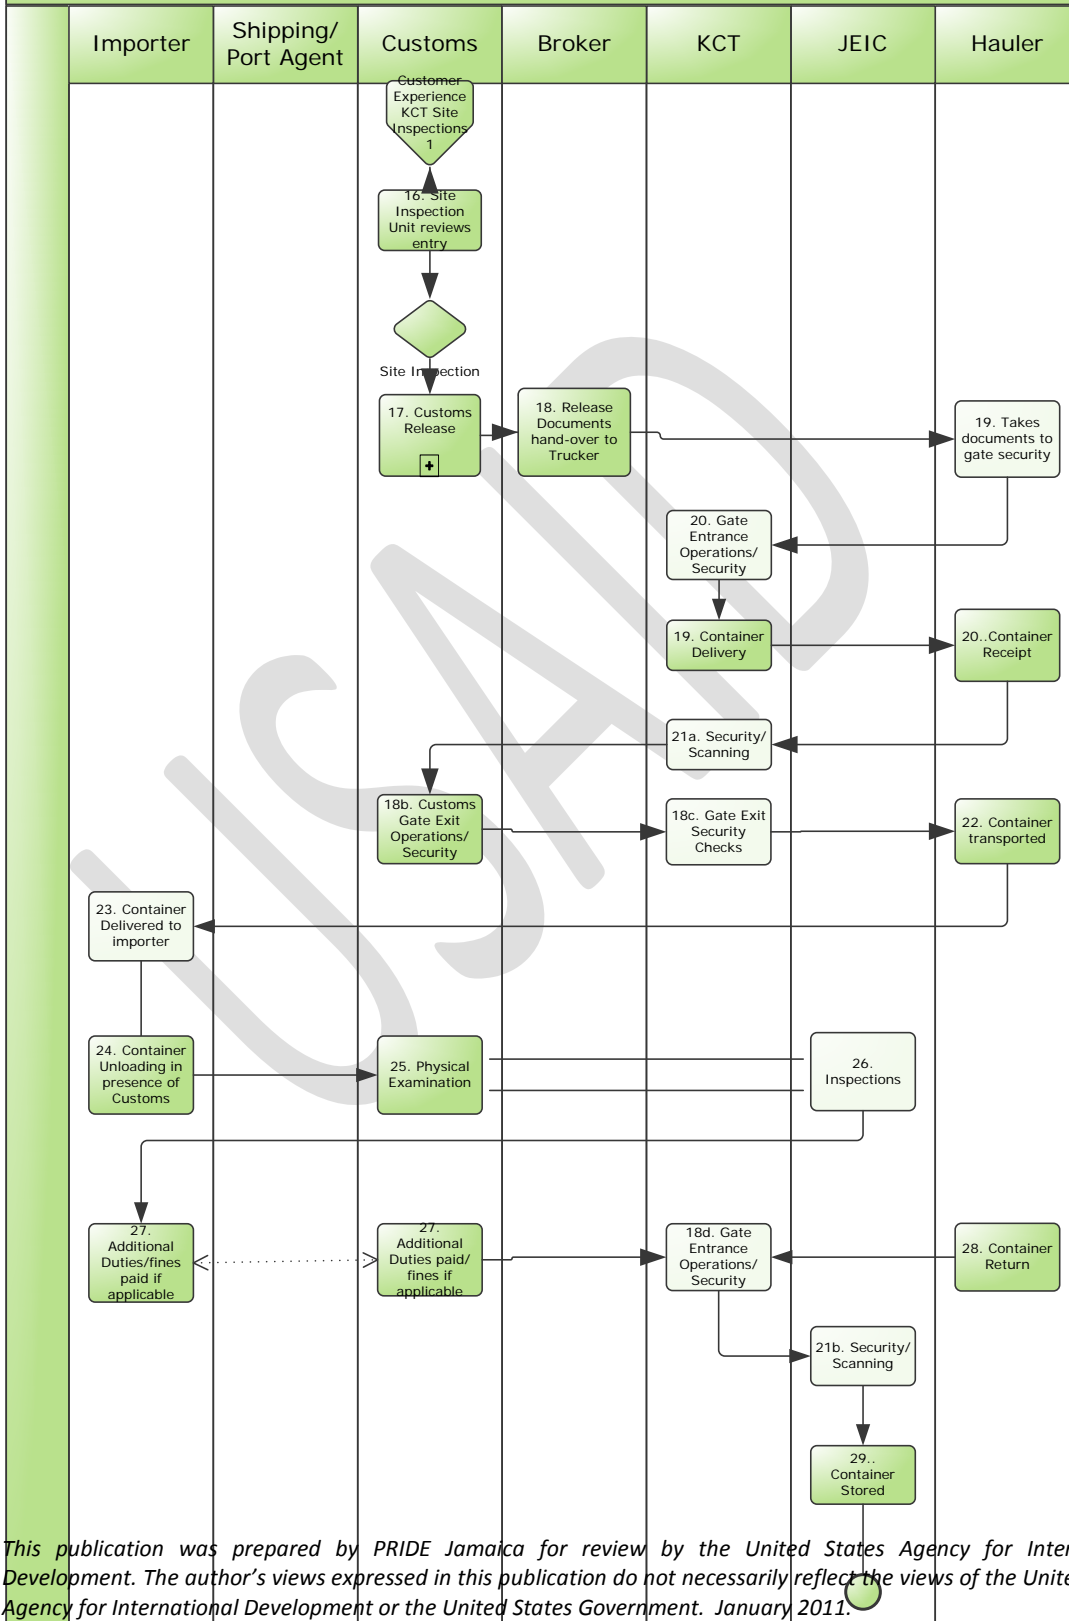 Importer
Shipping/
Port Agent
Customs
Broker
KCT
JEIC
Hauler
Customer
Experience
KCT Site
Inspections
1
16. Site
Inspection
Unit reviews
entry
Site Inspection
17. Customs
Release
+
18. Release
Documents
hand-over to
Trucker
19. Takes
documents to
gate security
20. Gate
Entrance
Operations/
Security
19. Container
Delivery
20..Container
Receipt
21a. Security/
Scanning
18b. Customs
Gate Exit
Operations/
Security
18c. Gate Exit
Security
Checks
22. Container
transported
23. Container
Delivered to
importer
24. Container
Unloading in
presence of
Customs
25. Physical
Examination
26.
Inspections
27.
Additional
Duties/fines
paid if
applicable
27.
Additional
Duties paid/
fines if
applicable
18d. Gate
Entrance
Operations/
Security
28. Container
Return
21b. Security/
Scanning
29..
Container
Stored
USAID
This publication was prepared by PRIDE Jamaica for review by the United States Agency for Inter
Development. The author's views expressed in this publication do not necessarily reflect the views of the Unite
Agency for International Development or the United States Government. January 2011.